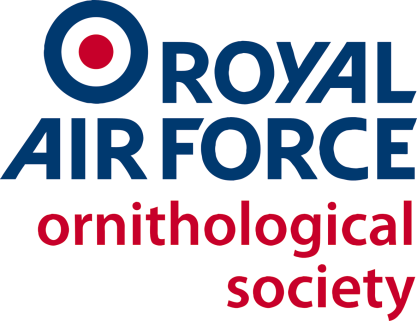 ROYAL
AIR FORCE
ornithological
society